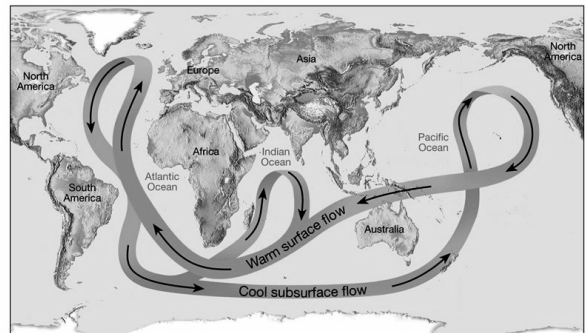 North
America
Europe
Asia
North
America
Africa
Indian
Ocean
Pacific
Ocean
Atlantic
Ocean
South
America
Australia
Warm surface flow
Cool subsurface flow